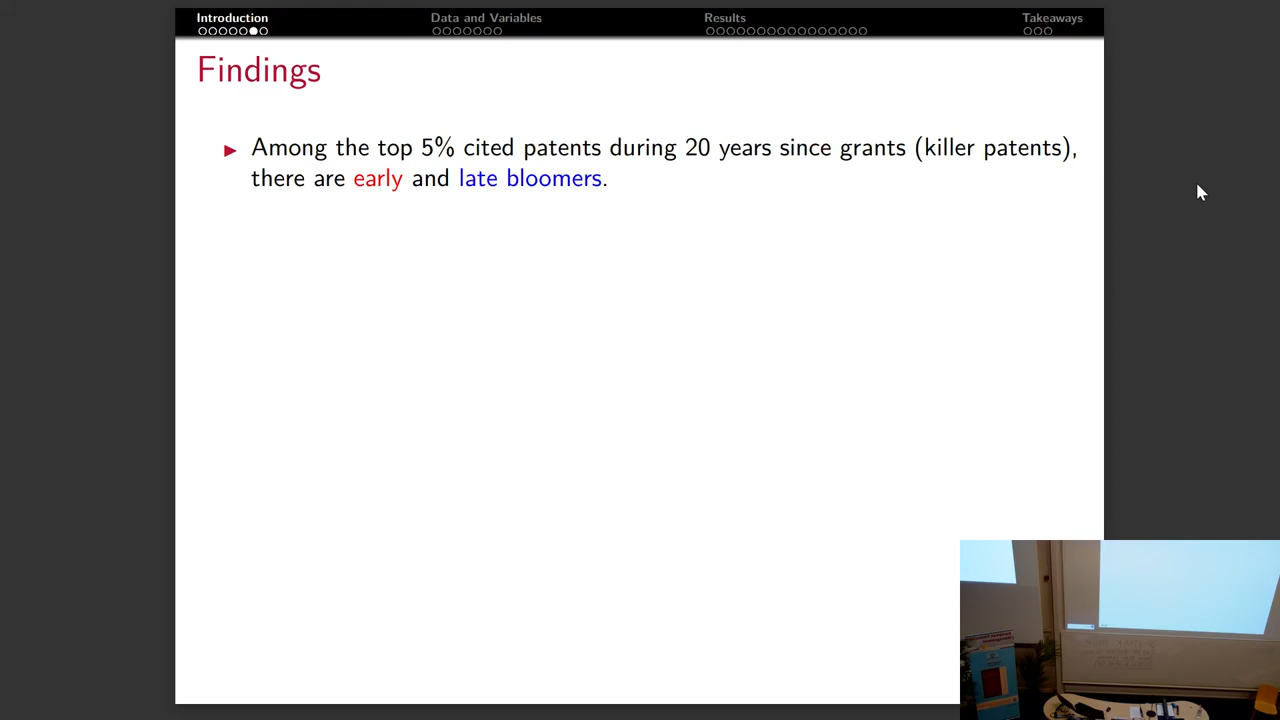 Introduction
Data and Variables
Results
Takeaways
Findings
Among the top 5% cited patents during 20 years since grants (killer patents),
there are early and late bloomers.